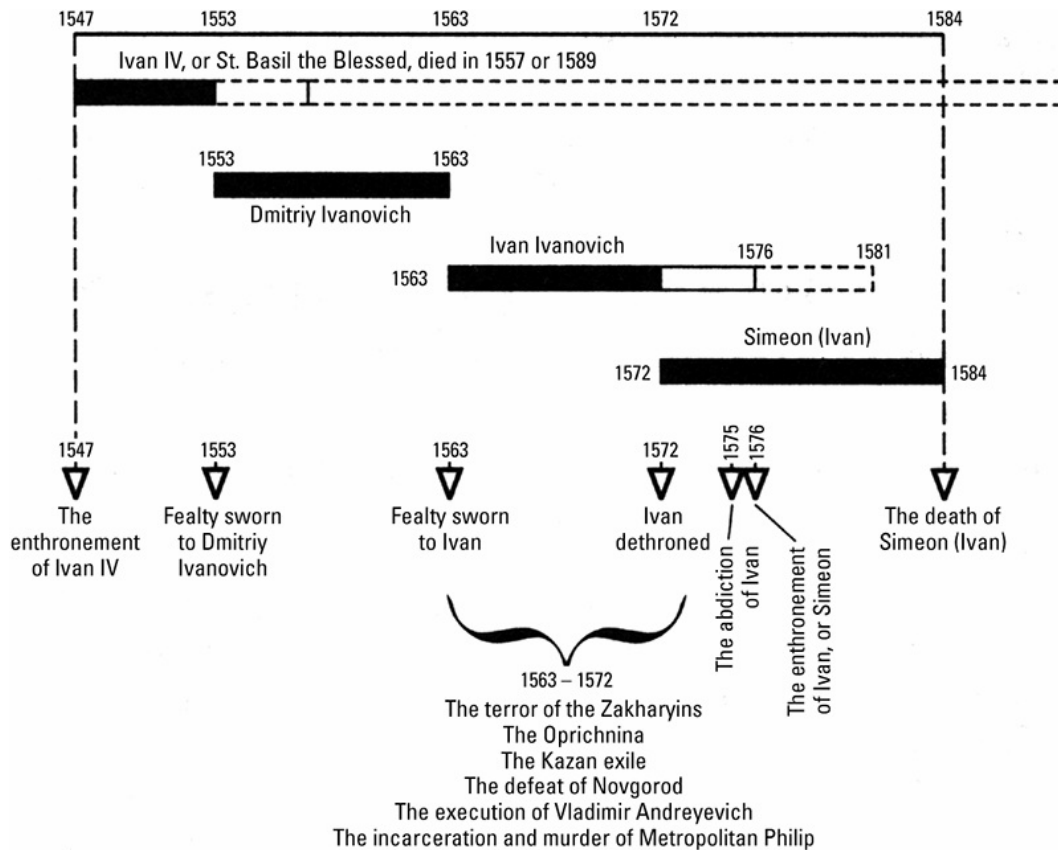 1547 1553 1563 1572 1584
Ivan IV, or St. Basil the Blessed, died in 1557 or 1589
1553 1563
Dmitriy Ivanovich
Ivan Ivanovich 1576 1581
1563
Simeon (Ivan)
1572 1584
1547 1553 1563 1572 1575 1576
The enthronement of Ivan IV
Fealty sworn to Dmitriy Ivanovich
Fealty sworn to Ivan
Ivan dethroned
The abdiction of Ivan
The enthronement of Ivan, or Simeon
The death of Simeon (Ivan)
1563 – 1572
The terror of the Zakharyins
The Oprichnina
The Kazan exile
The defeat of Novgorod
The execution of Vladimir Andreyevich
The incarceration and murder of Metropolitan Philip